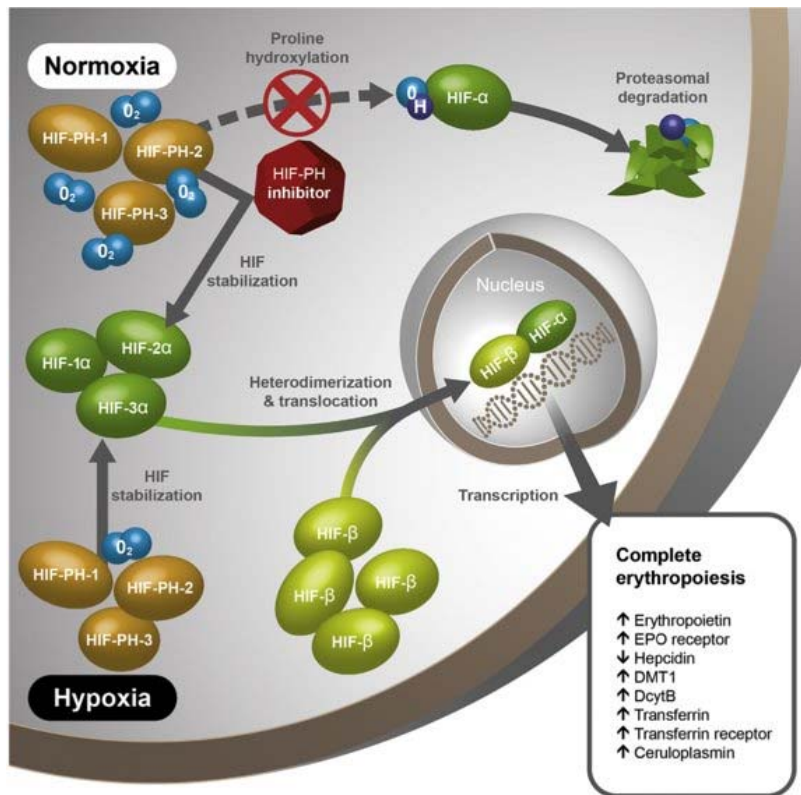 Normoxia
Proline
hydroxylation
O₂
HIF-PH-1
HIF-PH-2
O₂
O₂
HIF-PH-3
O₂
HIF-PH
inhibitor
O
H
HIF-α
Proteasomal
degradation
HIF
stabilization
HIF-1α
HIF-2α
HIF-3α
Heterodimerization
& translocation
Nucleus
HIF-β
HIF-α
HIF
stabilization
O₂
HIF-PH-1
HIF-PH-2
HIF-PH-3
Hypoxia
HIF-β
HIF-β
HIF-β
HIF-β
Transcription
Complete
erythropoiesis
↑ Erythropoietin
↑ EPO receptor
↓ Hepcidin
↑ DMT1
↑ DcytB
↑ Transferrin
↑ Transferrin receptor
↑ Ceruloplasmin